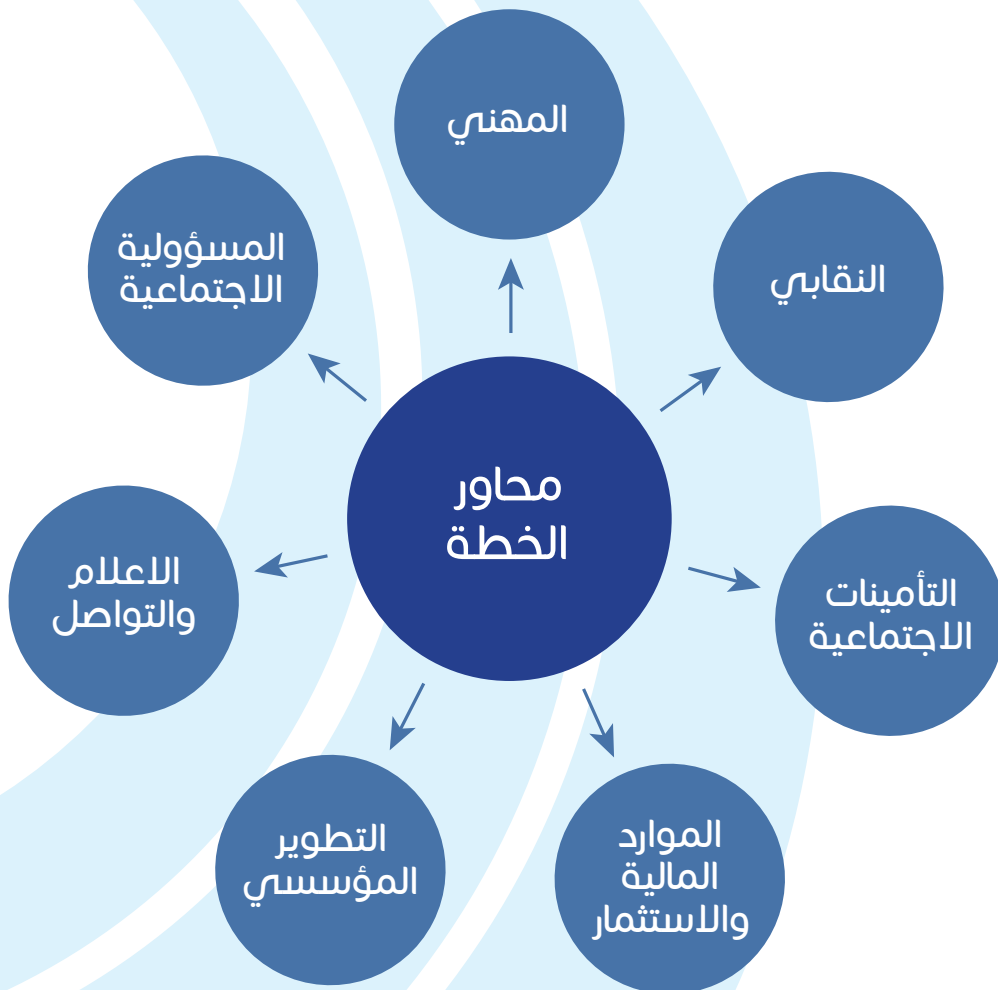 المهني
النقابي
المسؤولية
الاجتماعية
محاور
الخطة
التأمينات
الاجتماعية
الاعلام
والتواصل
الموارد
المالية
والاستثمار
التطوير
المؤسسي